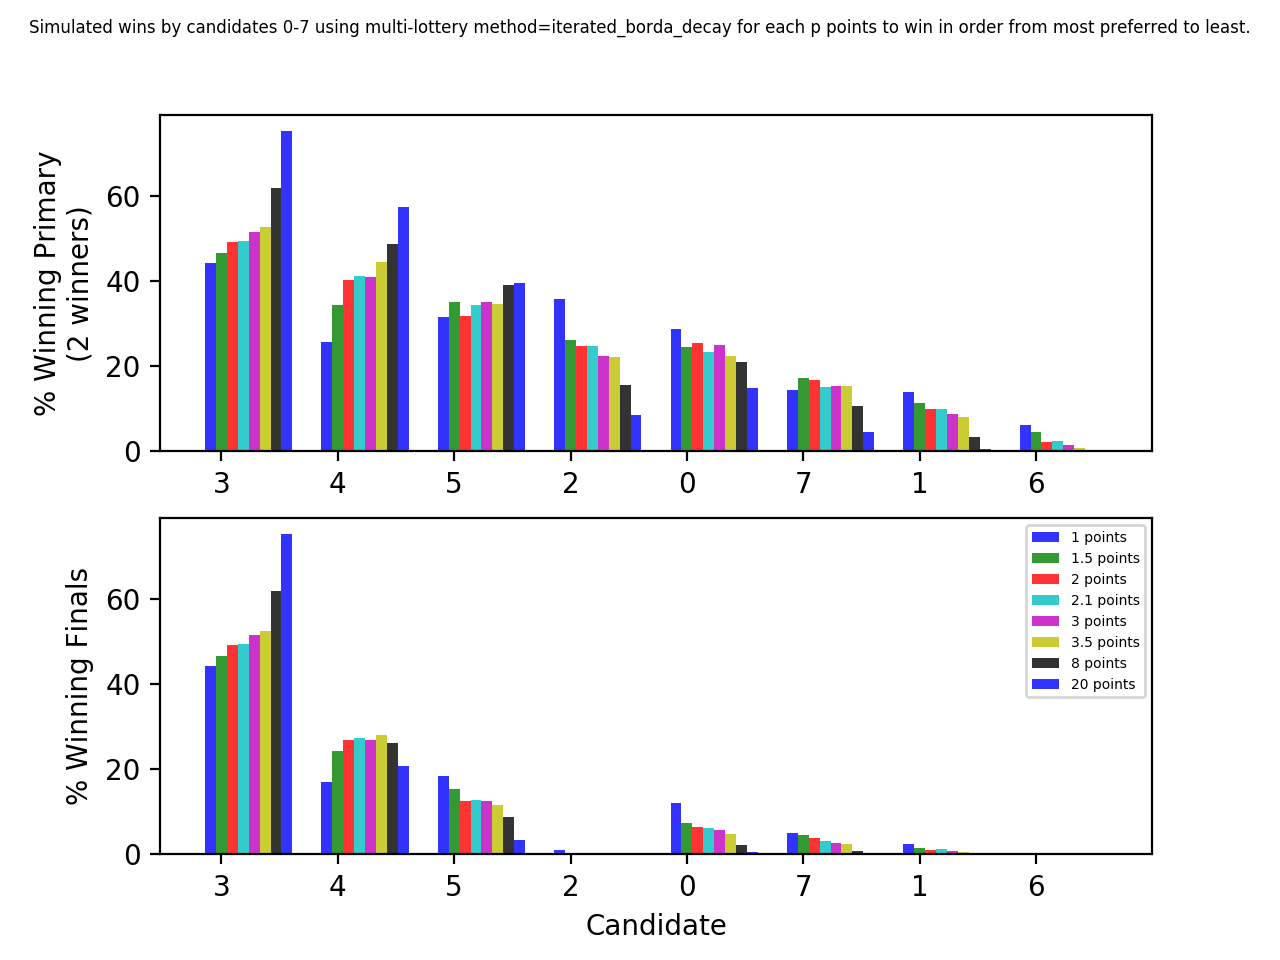 Simulated wins by candidates 0-7 using multi-lottery method=iterated_borda_decay for each p points to win in order from most preferred to least.
% Winning Primary
(2 winners)
60
40
20
0
3 4 5 2 0 7 1 6
% Winning Finals
60
40
20
0
1 points
1.5 points
2 points
2.1 points
3 points
3.5 points
8 points
20 points
3 4 5 2 0 7 1 6
Candidate